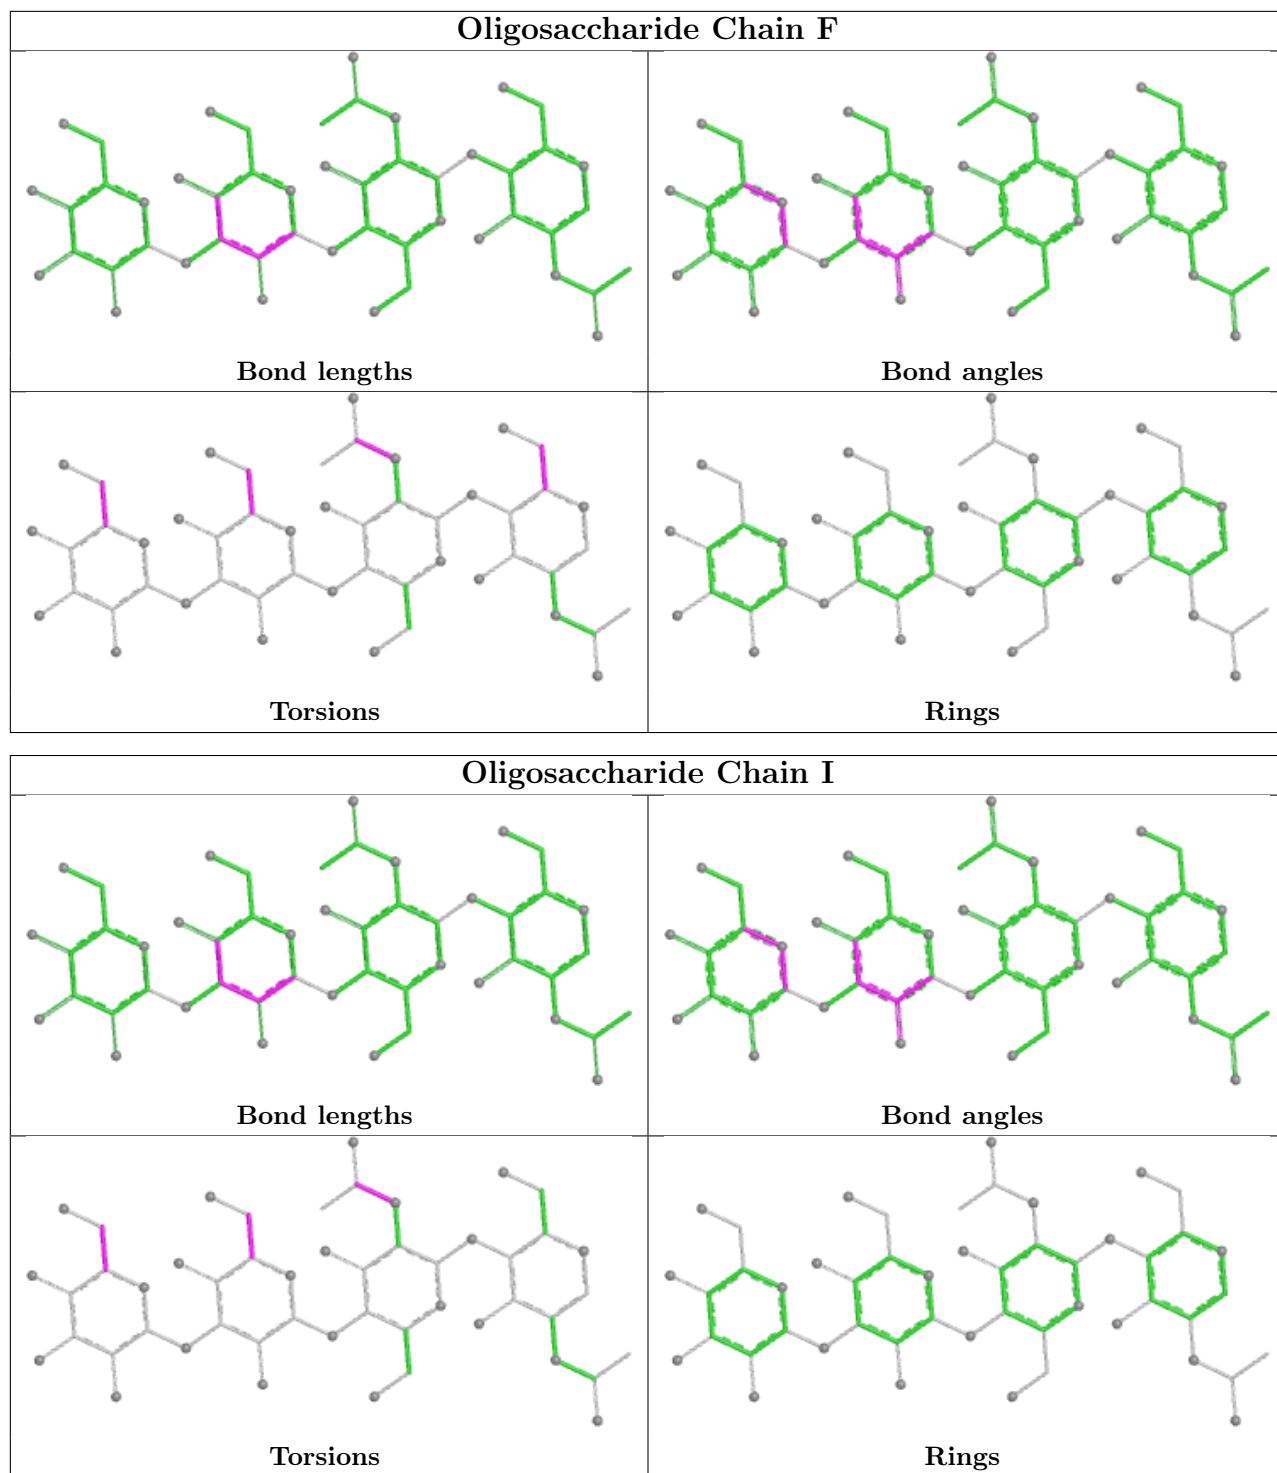 Oligosaccharide Chain F
Bond lengths
Bond angles
Torsions
Rings
Oligosaccharide Chain I
Bond lengths
Bond angles
Torsions
Rings